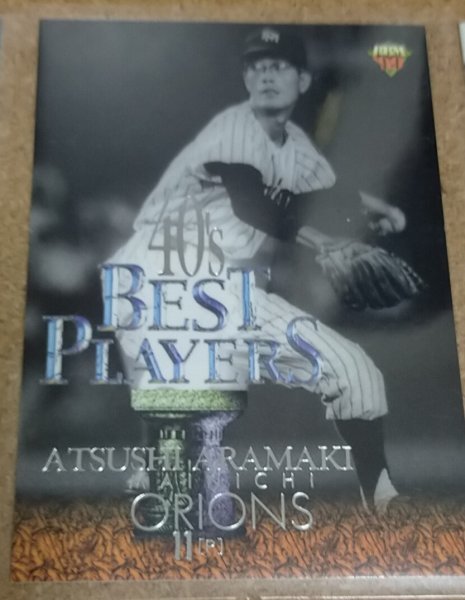 40's
BEST
PLAYERS
ATSUSHI ARAMAKI
MAINICHI
ORIONS
11 [P]